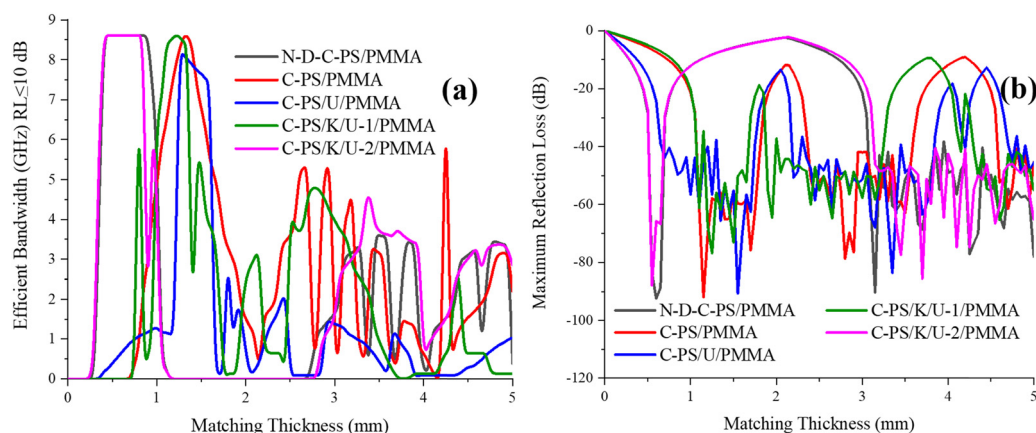 Efficient Bandwidth (GHz) RL≤10 dB
9
8
7
6
5
4
3
2
1
0
0
1
2
3
4
5
Matching Thickness (mm)
N-D-C-PS/PMMA
C-PS/PMMA
C-PS/U/PMMA
C-PS/K/U-1/PMMA
C-PS/K/U-2/PMMA
(a)
Maximum Reflection Loss (dB)
0
-20
-40
-60
-80
-100
-120
0
1
2
3
4
5
Matching Thickness (mm)
(b)
N-D-C-PS/PMMA
C-PS/PMMA
C-PS/U/PMMA
C-PS/K/U-1/PMMA
C-PS/K/U-2/PMMA